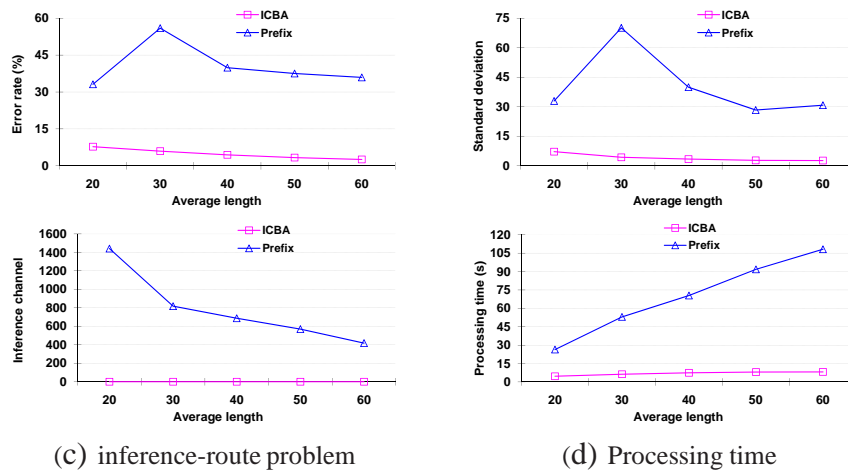 ICBA
Prefix
Error rate (%)
60
45
30
15
0
20 30 40 50 60
Average length
ICBA
Prefix
Standard deviation
75
60
45
30
15
0
20 30 40 50 60
Average length
ICBA
Prefix
Inference channel
1600
1400
1200
1000
800
600
400
200
0
20 30 40 50 60
Average length
(c) inference-route problem
ICBA
Prefix
Processing time (s)
120
105
90
75
60
45
30
15
0
20 30 40 50 60
Average length
(d) Processing time